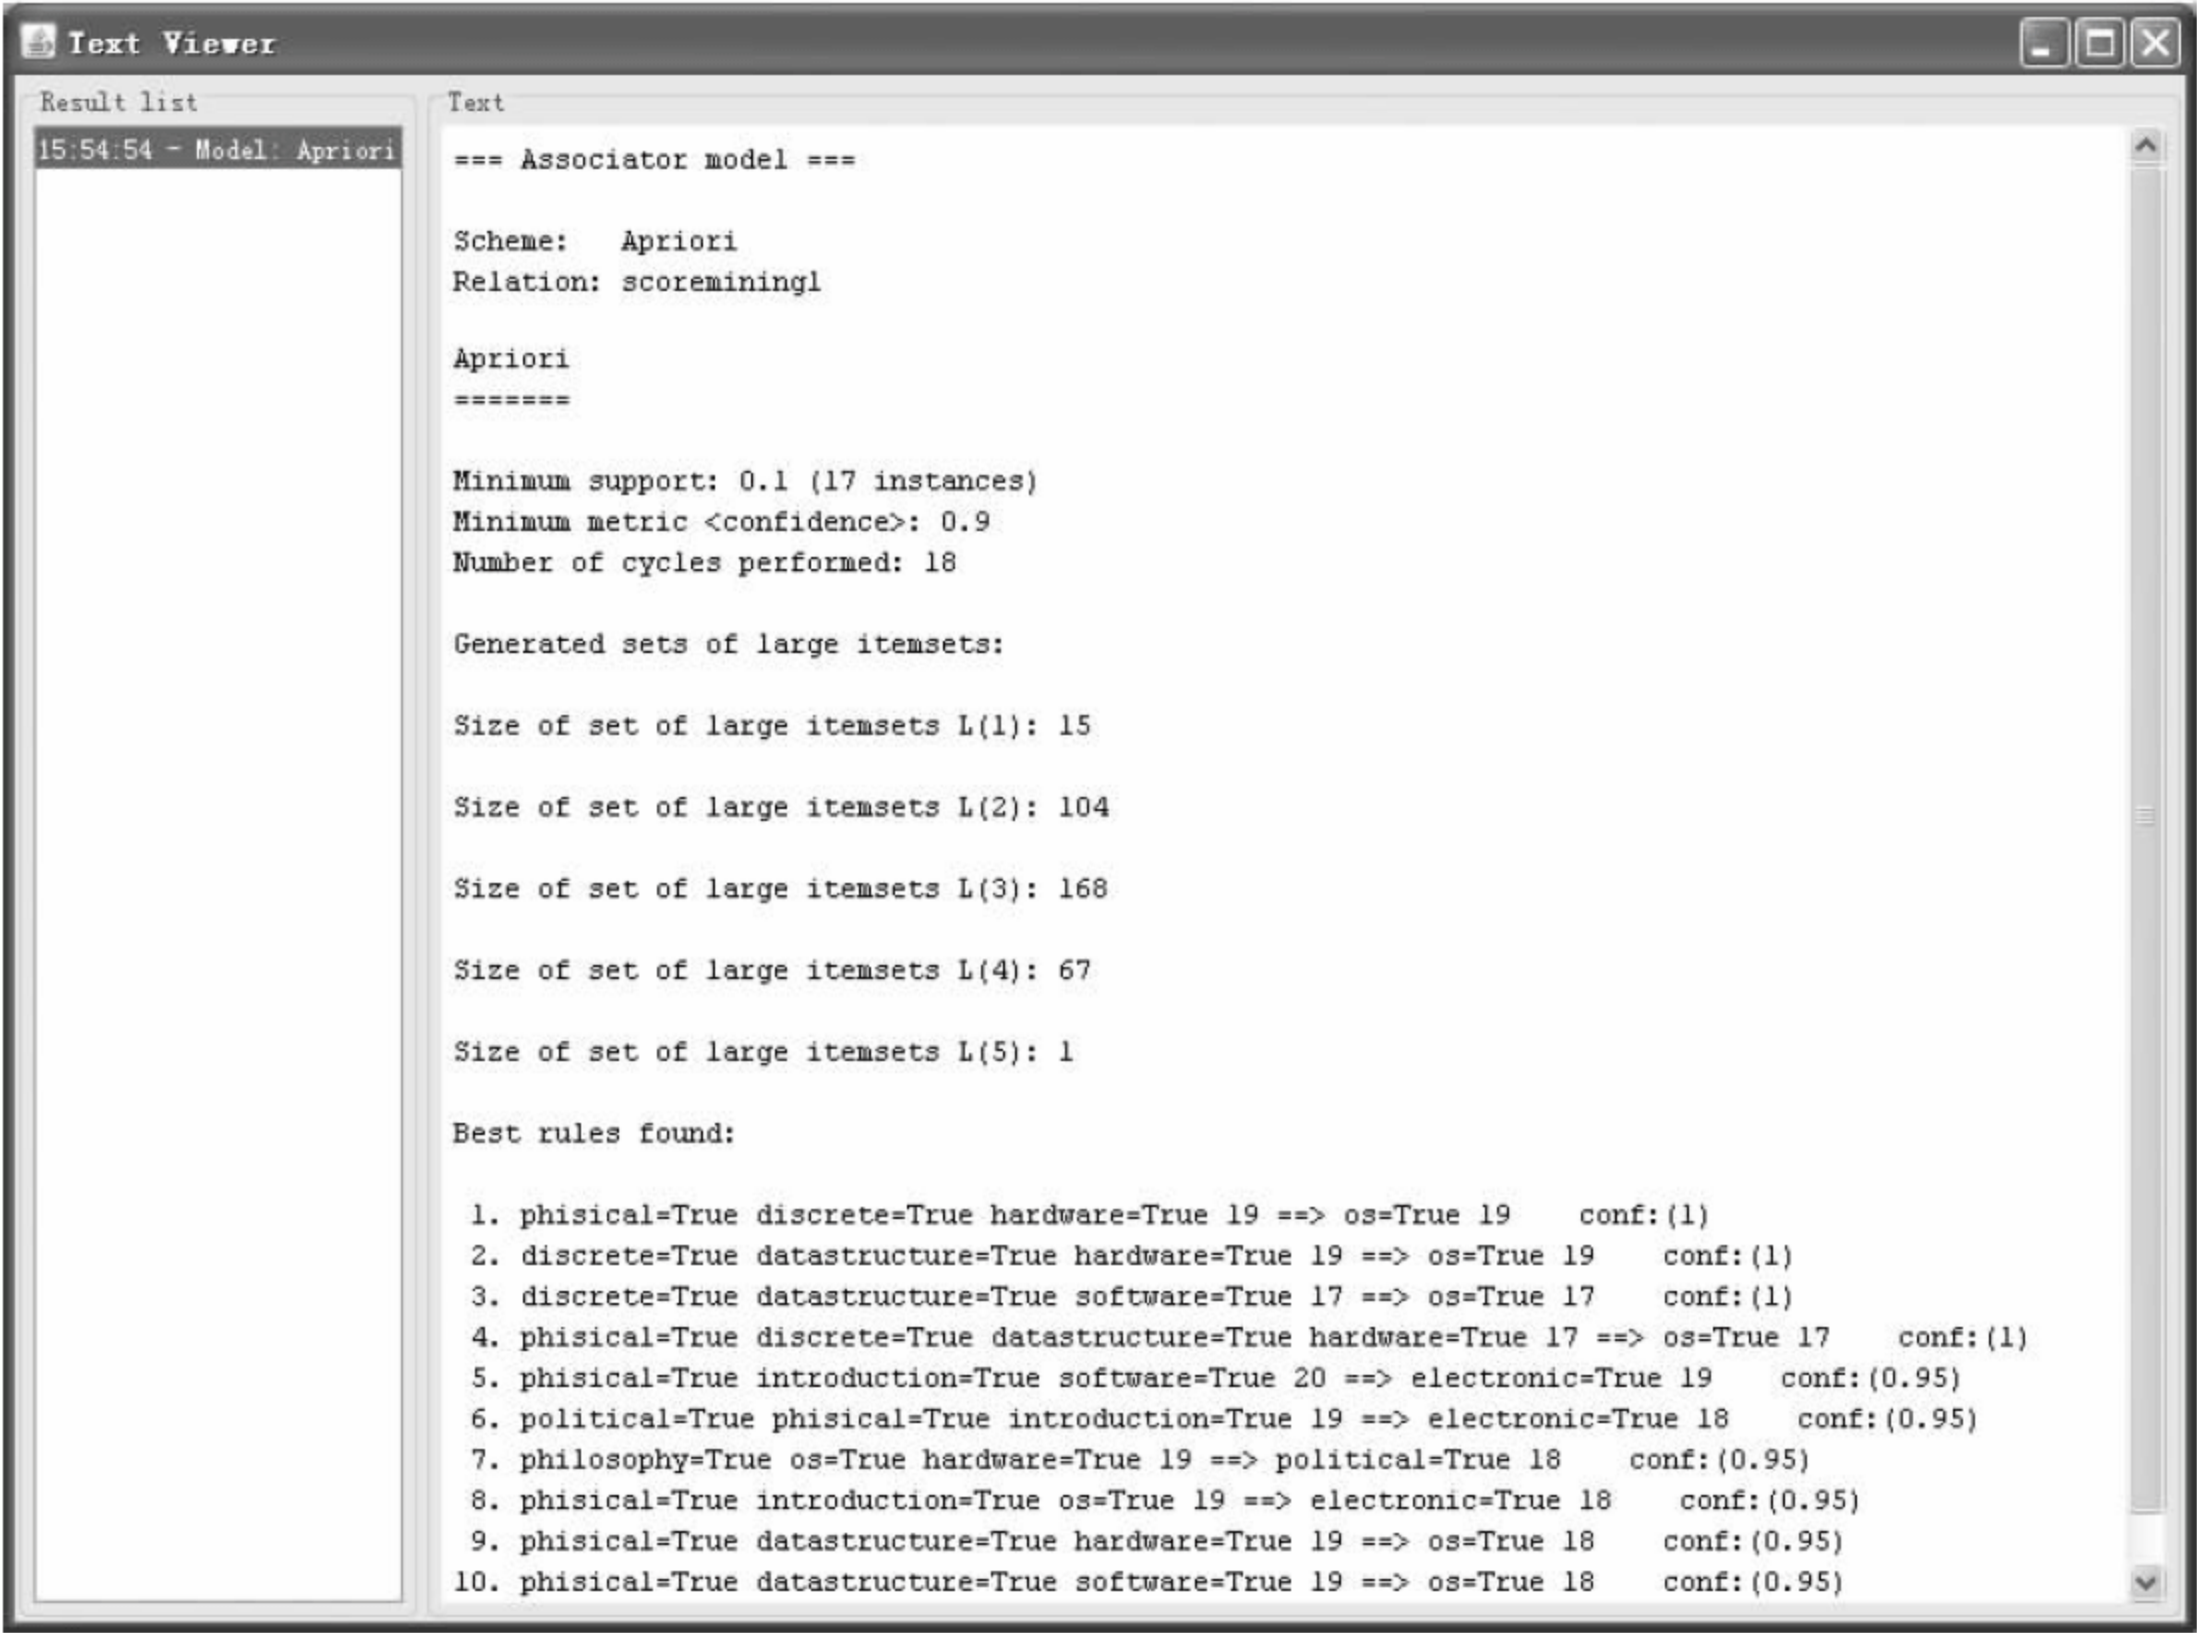 Text Viewer
Result list
15:54:54 - Model: Apriori
Text
=== Associator model ===
Scheme: Apriori
Relation: scoremining1
Apriori
=======
Minimum support: 0.1 (17 instances)
Minimum metric <confidence>: 0.9
Number of cycles performed: 18
Generated sets of large itemsets:
Size of set of large itemsets L(1): 15
Size of set of large itemsets L(2): 104
Size of set of large itemsets L(3): 168
Size of set of large itemsets L(4): 67
Size of set of large itemsets L(5): 1
Best rules found:
1. phisical=True discrete=True hardware=True 19 ==> os=True 19 conf:(1)
2. discrete=True datastructure=True hardware=True 19 ==> os=True 19 conf:(1)
3. discrete=True datastructure=True software=True 17 ==> os=True 17 conf:(1)
4. phisical=True discrete=True datastructure=True hardware=True 17 ==> os=True 17 conf:(1)
5. phisical=True introduction=True software=True 20 ==> electronic=True 19 conf:(0.95)
6. political=True phisical=True introduction=True 19 ==> electronic=True 18 conf:(0.95)
7. philosophy=True os=True hardware=True 19 ==> political=True 18 conf:(0.95)
8. phisical=True introduction=True os=True 19 ==> electronic=True 18 conf:(0.95)
9. phisical=True datastructure=True hardware=True 19 ==> os=True 18 conf:(0.95)
10. phisical=True datastructure=True software=True 19 ==> os=True 18 conf:(0.95)